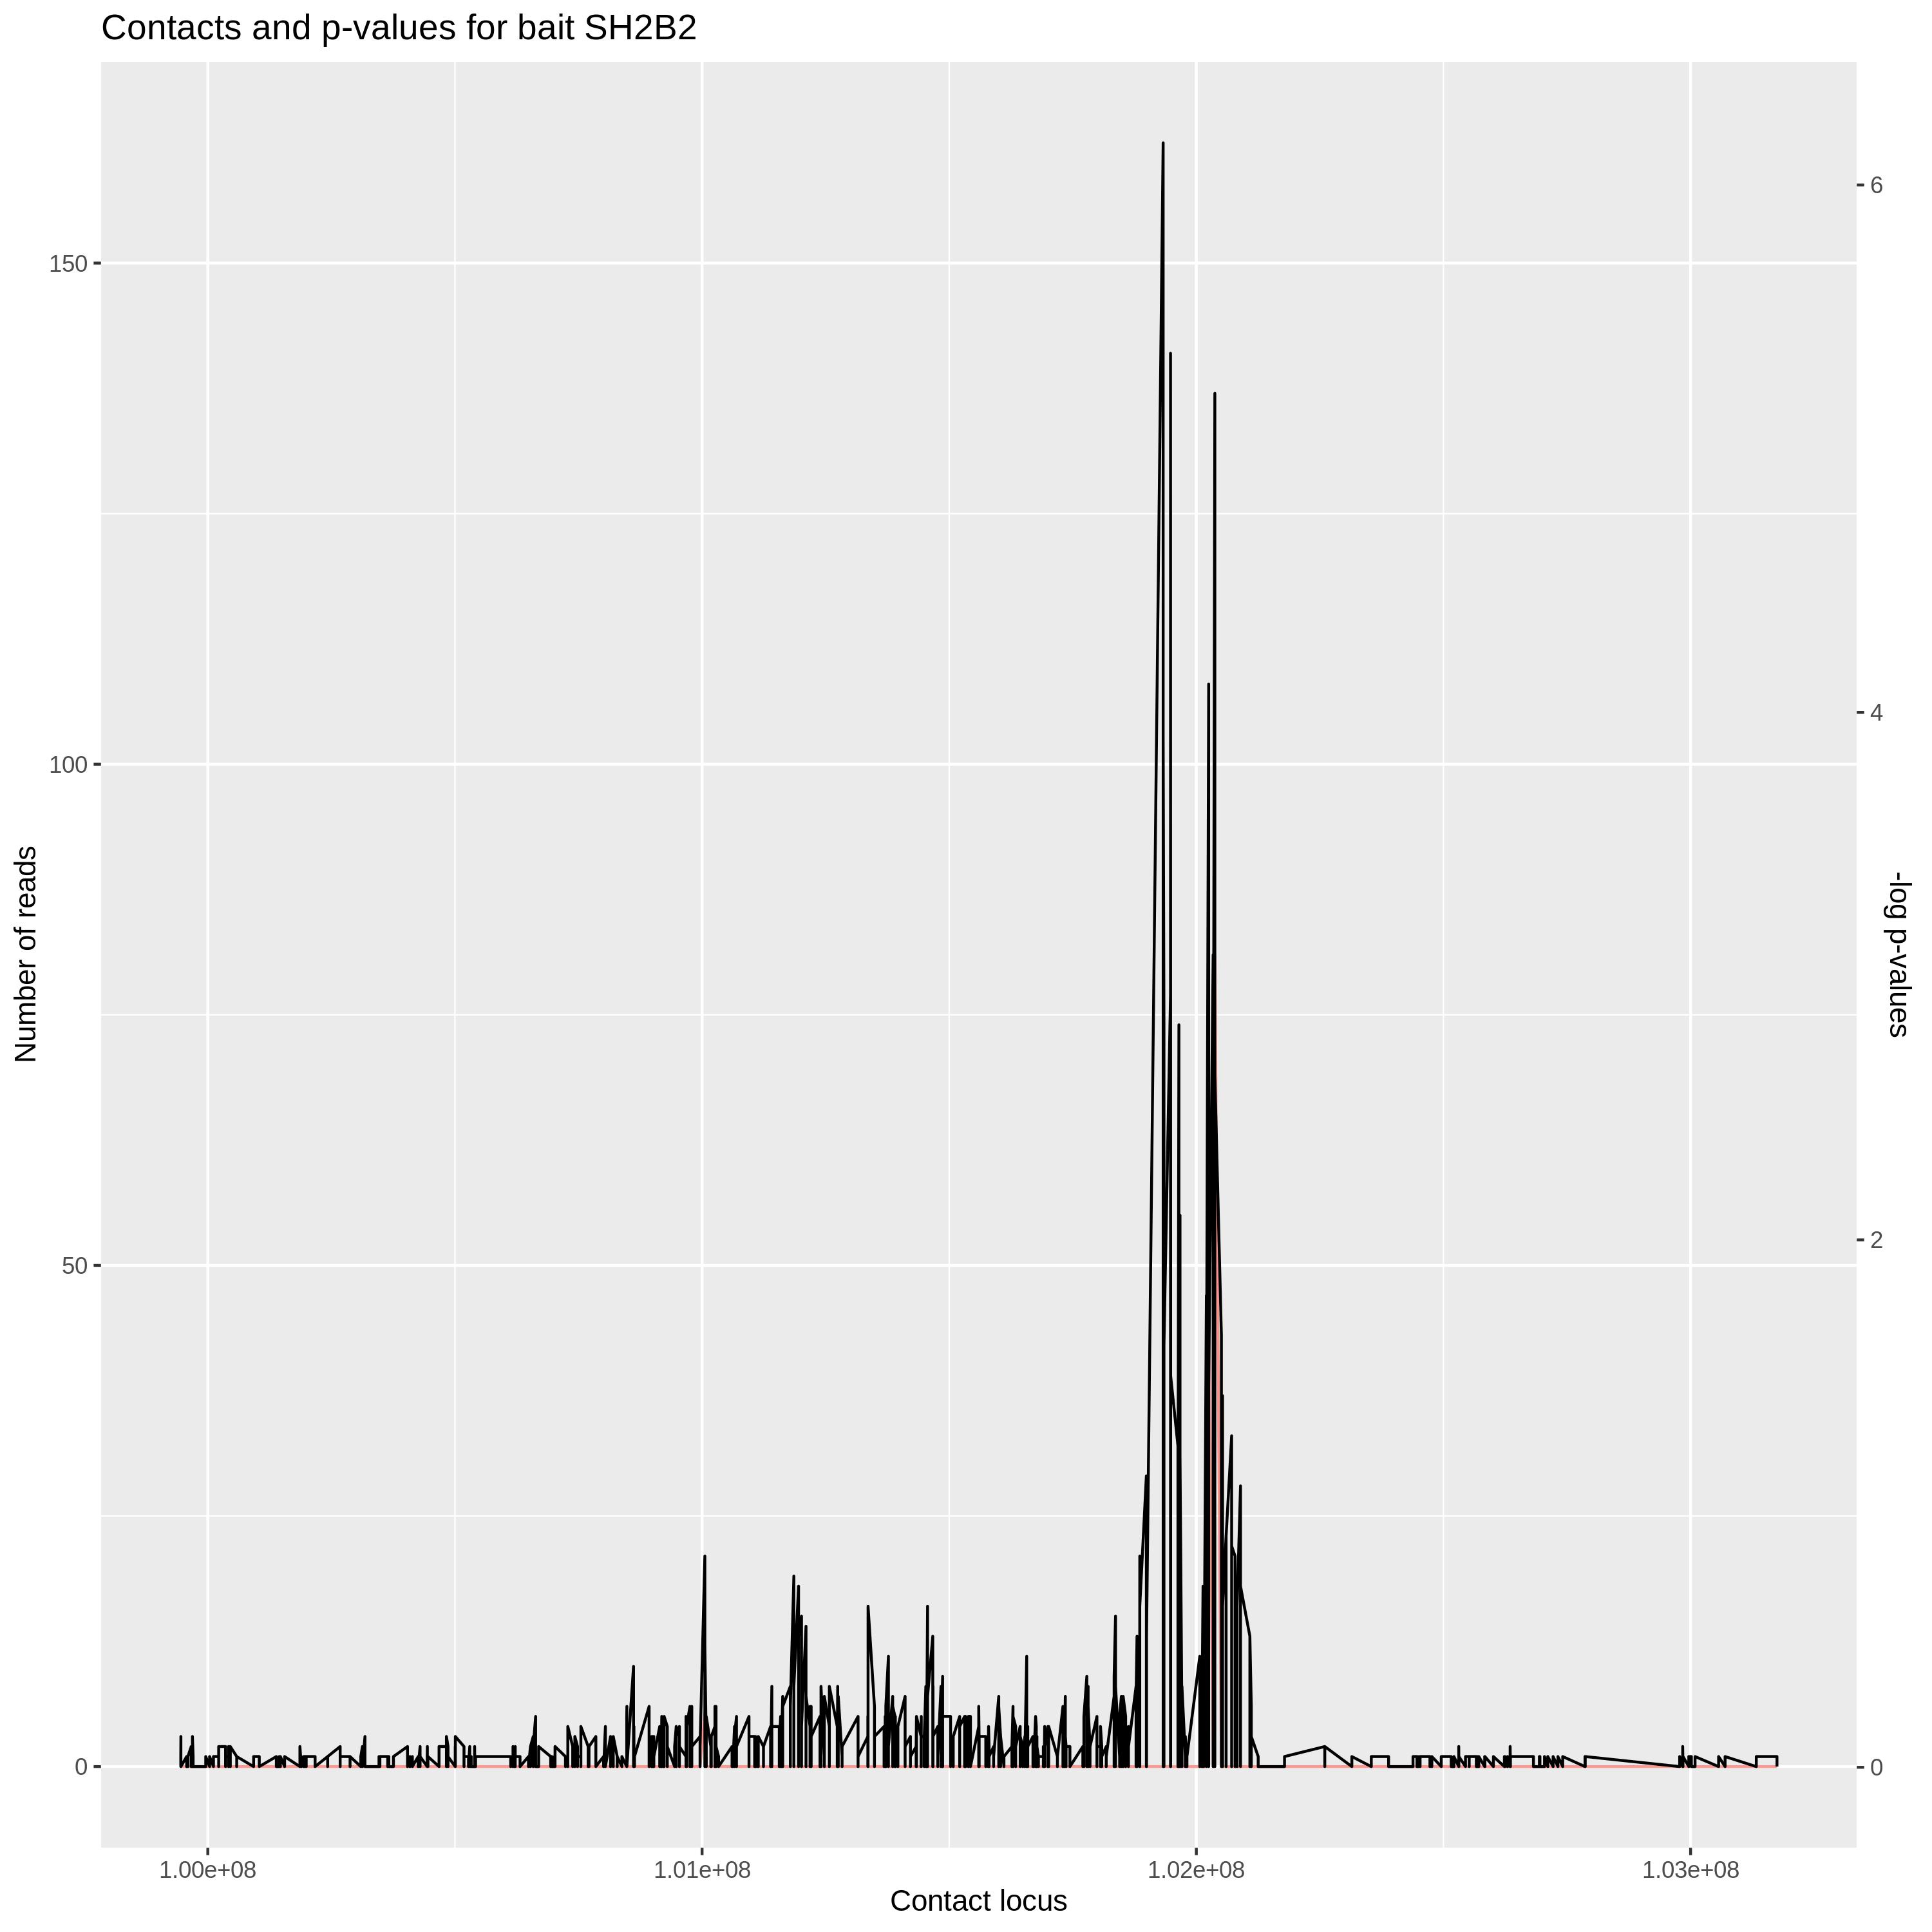 Contacts and p-values for bait SH2B2
150
100
50
0
Number of reads
6
4
2
0
-log p-values
1.00e+08 1.01e+08 1.02e+08 1.03e+08
Contact locus